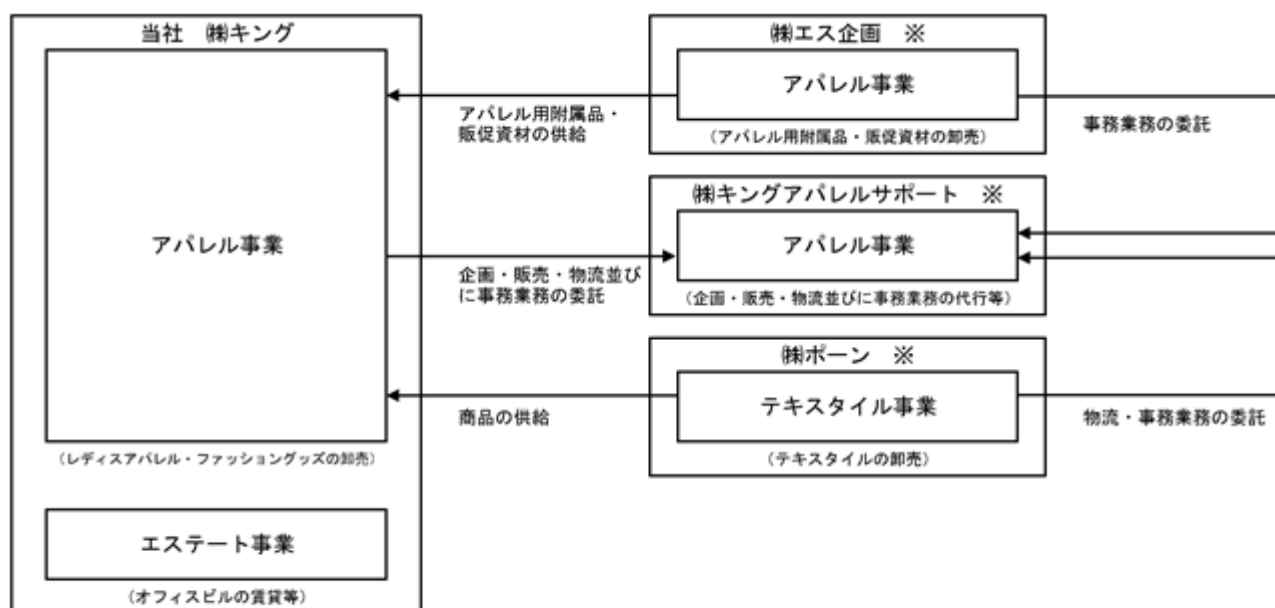 当社 ㈱キング
アパレル事業
(レディスアパレル・ファッショングッズの卸売)
エステート事業
(オフィスビルの賃貸等)
アパレル用附属品・
販促資材の供給
企画・販売・物流並び
に事務業務の委託
商品の供給
㈱エス企画 ※
アパレル事業
(アパレル用附属品・販促資材の卸売)
㈱キングアパレルサポート ※
アパレル事業
(企画・販売・物流並びに事務業務の代行等)
㈱ポーン ※
テキスタイル事業
(テキスタイルの卸売)
事務業務の委託
物流・事務業務の委託